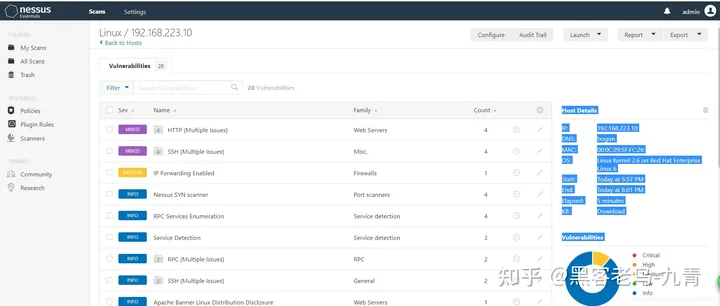 nessus
Essentials
Scans
Settings
admin
FOLDERS
My Scans
All Scans
Trash
RESOURCES
Policies
Plugin Rules
Scanners
TENABLE
Community
Research
Linux / 192.168.223.10
Back to Hosts
Configure
Audit Trail
Launch
Report
Export
Vulnerabilities 28
Filter
Search Vulnerabilities
28 Vulnerabilities
Sev Name Family Count
MIXED 4 HTTP (Multiple Issues) Web Servers 4
MIXED 4 SSH (Multiple Issues) Misc. 4
MEDIUM IP Forwarding Enabled Firewalls 1
INFO Nessus SYN scanner Port scanners 4
INFO RPC Services Enumeration Service detection 4
INFO Service Detection Service detection 3
INFO 2 RPC (Multiple Issues) RPC 2
INFO 2 SSH (Multiple Issues) General 2
INFO Apache Banner Linux Distribution Disclosure Web Servers
Host Details
IP: 192.168.223.10
DNS: bogon
MAC: 00:0C:29:5F:FC:26
OS: Linux Kernel 2.6 on Red Hat Enterprise
Linux 6
Start: Today at 5:57 PM
End: Today at 6:01 PM
Elapsed: 5 minutes
KB: Download
Vulnerabilities
Critical
High
Medium
Low
Info
知乎 @黑客老鸟-九青